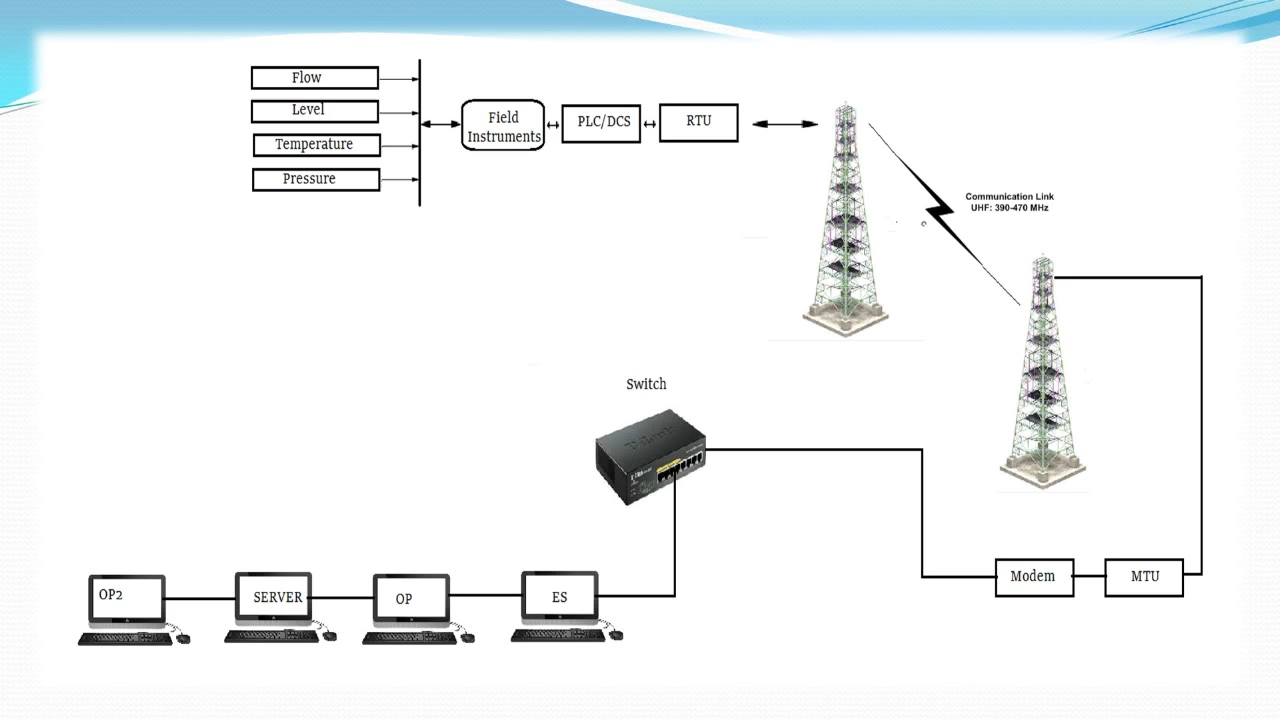 Flow
Level
Temperature
Pressure
Field
Instruments
PLC/DCS
RTU
Communication Link
UHF: 390-470 MHz
Switch
D-Link
Modem
MTU
OP2
SERVER
OP
ES